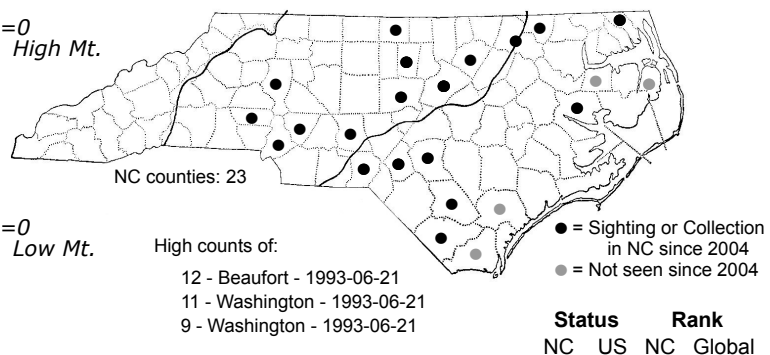 =0
High Mt.
NC counties: 23
=0
Low Mt.
High counts of:
12 - Beaufort - 1993-06-21
11 - Washington - 1993-06-21
9 - Washington - 1993-06-21
● = Sighting or Collection
in NC since 2004
● = Not seen since 2004
Status Rank
NC US NC Global